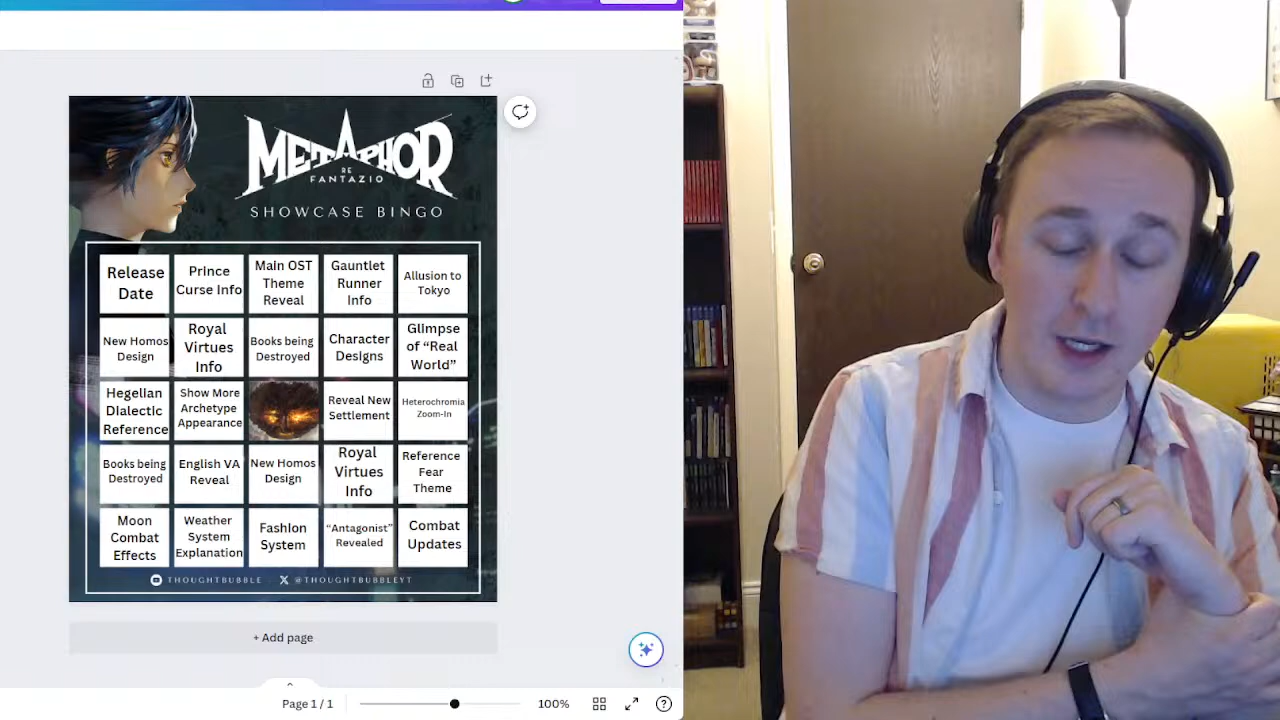 METAPHOR
RE
FANTAZIO
SHOWCASE BINGO
Release
Date
Prince
Curse Info
Main OST
Theme
Reveal
Gauntlet
Runner
Info
Allusion to
Tokyo
New Homos
Design
Royal
Virtues
Info
Books being
Destroyed
Character
Designs
Glimpse
of “Real
World”
Hegelian
Dialectic
Reference
Show More
Archetype
Appearance
Reveal New
Settlement
Heterochromia
Zoom-In
Books being
Destroyed
English VA
Reveal
New Homos
Design
Royal
Virtues
Info
Reference
Fear
Theme
Moon
Combat
Effects
Weather
System
Explanation
Fashion
System
“Antagonist”
Revealed
Combat
Updates
THOUGHTBUBBLE
@THOUGHTBUBBLEYT
+ Add page
Page 1 / 1
100%